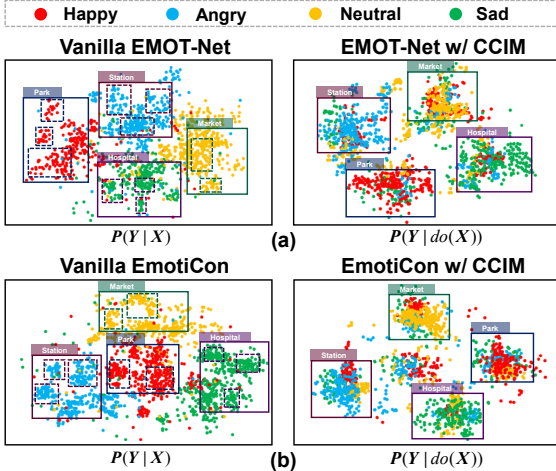 Happy Angry Neutral Sad
Vanilla EMOT-Net EMOT-Net w/ CCIM
Park
Station
Market
Hospital
Market
Station
Hospital
Park
P(Y | X) (a) P(Y | do(X))
Vanilla EmotiCon EmotiCon w/ CCIM
Market
Park
Hospital
Station
Market
Park
Station
Hospital
P(Y | X) (b) P(Y | do(X))